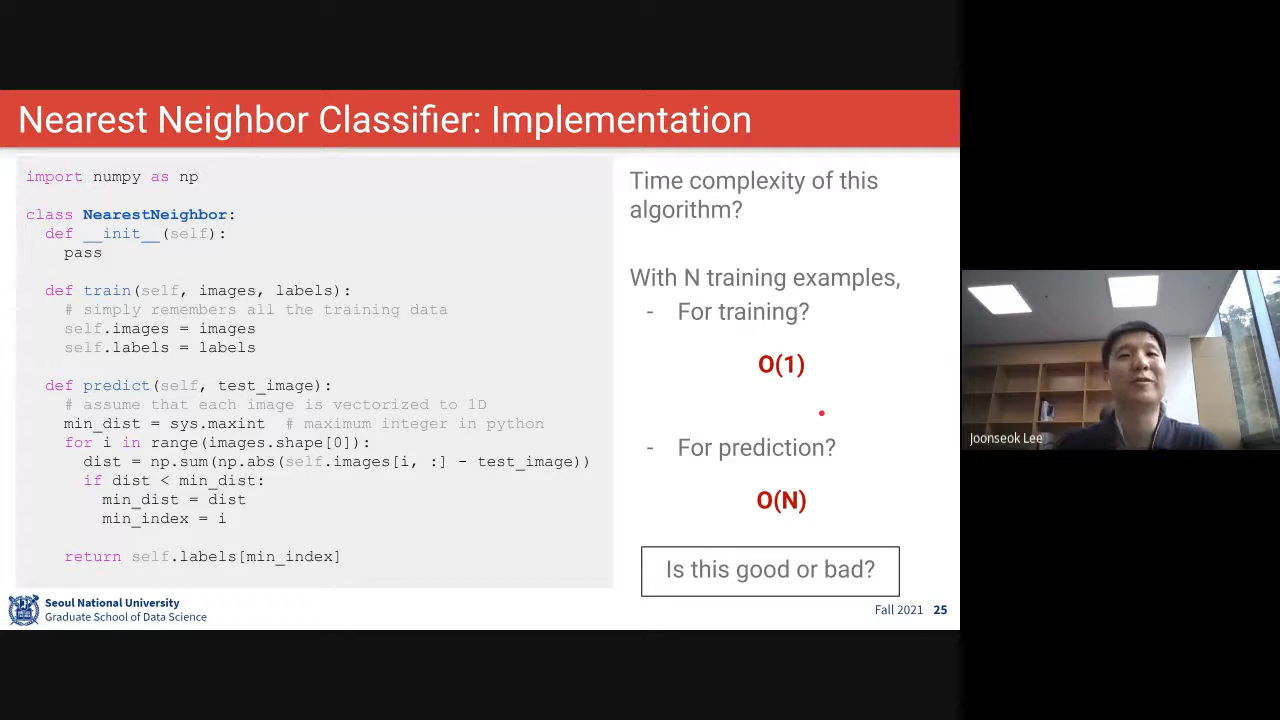 Nearest Neighbor Classifier: Implementation
import numpy as np
class NearestNeighbor:
def __init__(self):
pass
def train(self, images, labels):
# simply remembers all the training data
self.images = images
self.labels = labels
def predict(self, test_image):
# assume that each image is vectorized to 1D
min_dist = sys.maxint # maximum integer in python
for i in range(images.shape[0]):
dist = np.sum(np.abs(self.images[i, :] - test_image))
if dist < min_dist:
min_dist = dist
min_index = i
return self.labels[min_index]
Time complexity of this
algorithm?
With N training examples,
- For training?
O(1)
- For prediction?
O(N)
Is this good or bad?
Seoul National University
Graduate School of Data Science
Fall 2021 25
Joonseok Lee